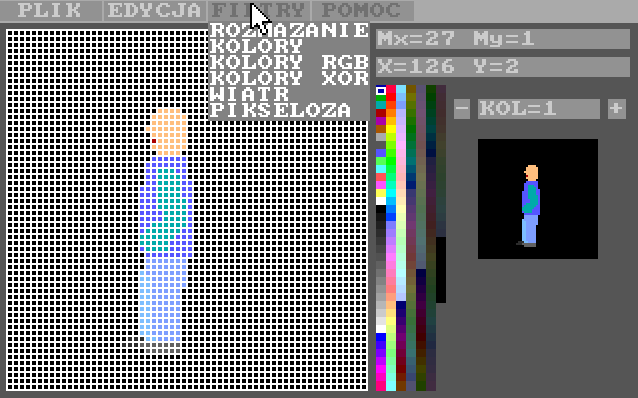 PLIK EDYCJA FILTRY POMOC
ROZMAZANIE
KOLORY
KOLORY RGB
KOLORY XOR
WIATR
PIKSELOZA
Mx=27 My=1
X=126 Y=2
- KOL=1 +